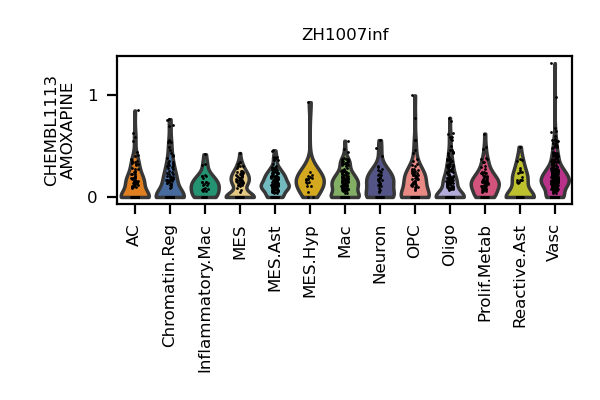 ZH1007inf
CHEMBL1113
AMOXAPINE
1
0
AC
Chromatin.Reg
Inflammatory.Mac
MES
MES.Ast
MES.Hyp
Mac
Neuron
OPC
Oligo
Prolif.Metab
Reactive.Ast
Vasc